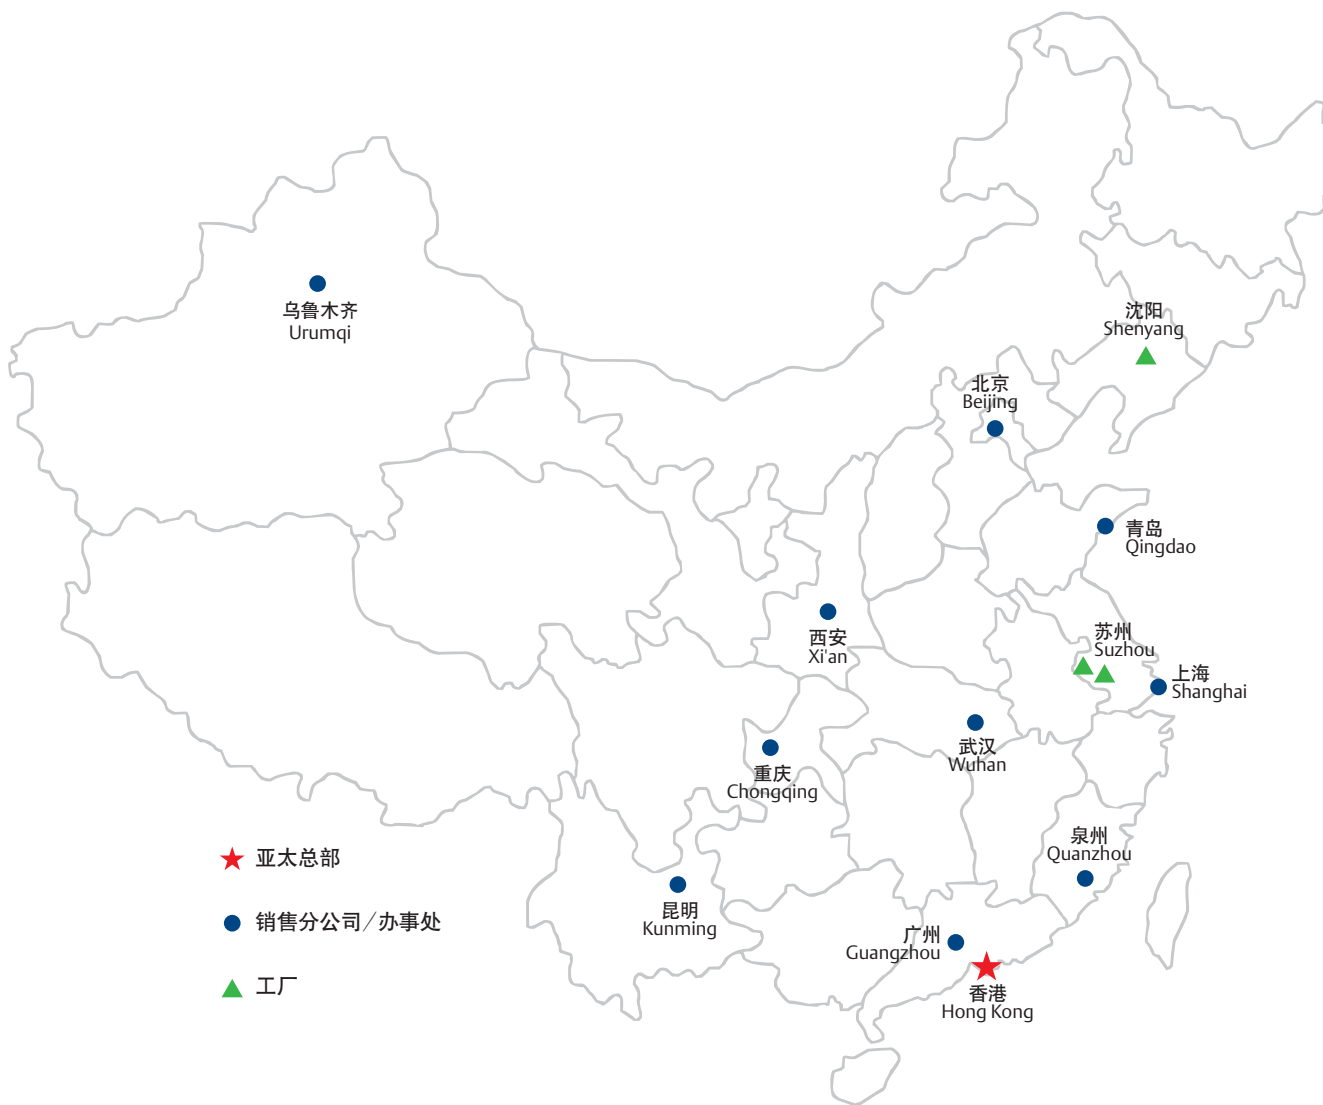 乌鲁木齐
Urumqi
沈阳
Shenyang
北京
Beijing
青岛
Qingdao
西安
Xi'an
苏州
Suzhou
上海
Shanghai
武汉
Wuhan
重庆
Chongqing
泉州
Quanzhou
昆明
Kunming
广州
Guangzhou
香港
Hong Kong
亚太总部
销售分公司/办事处
工厂